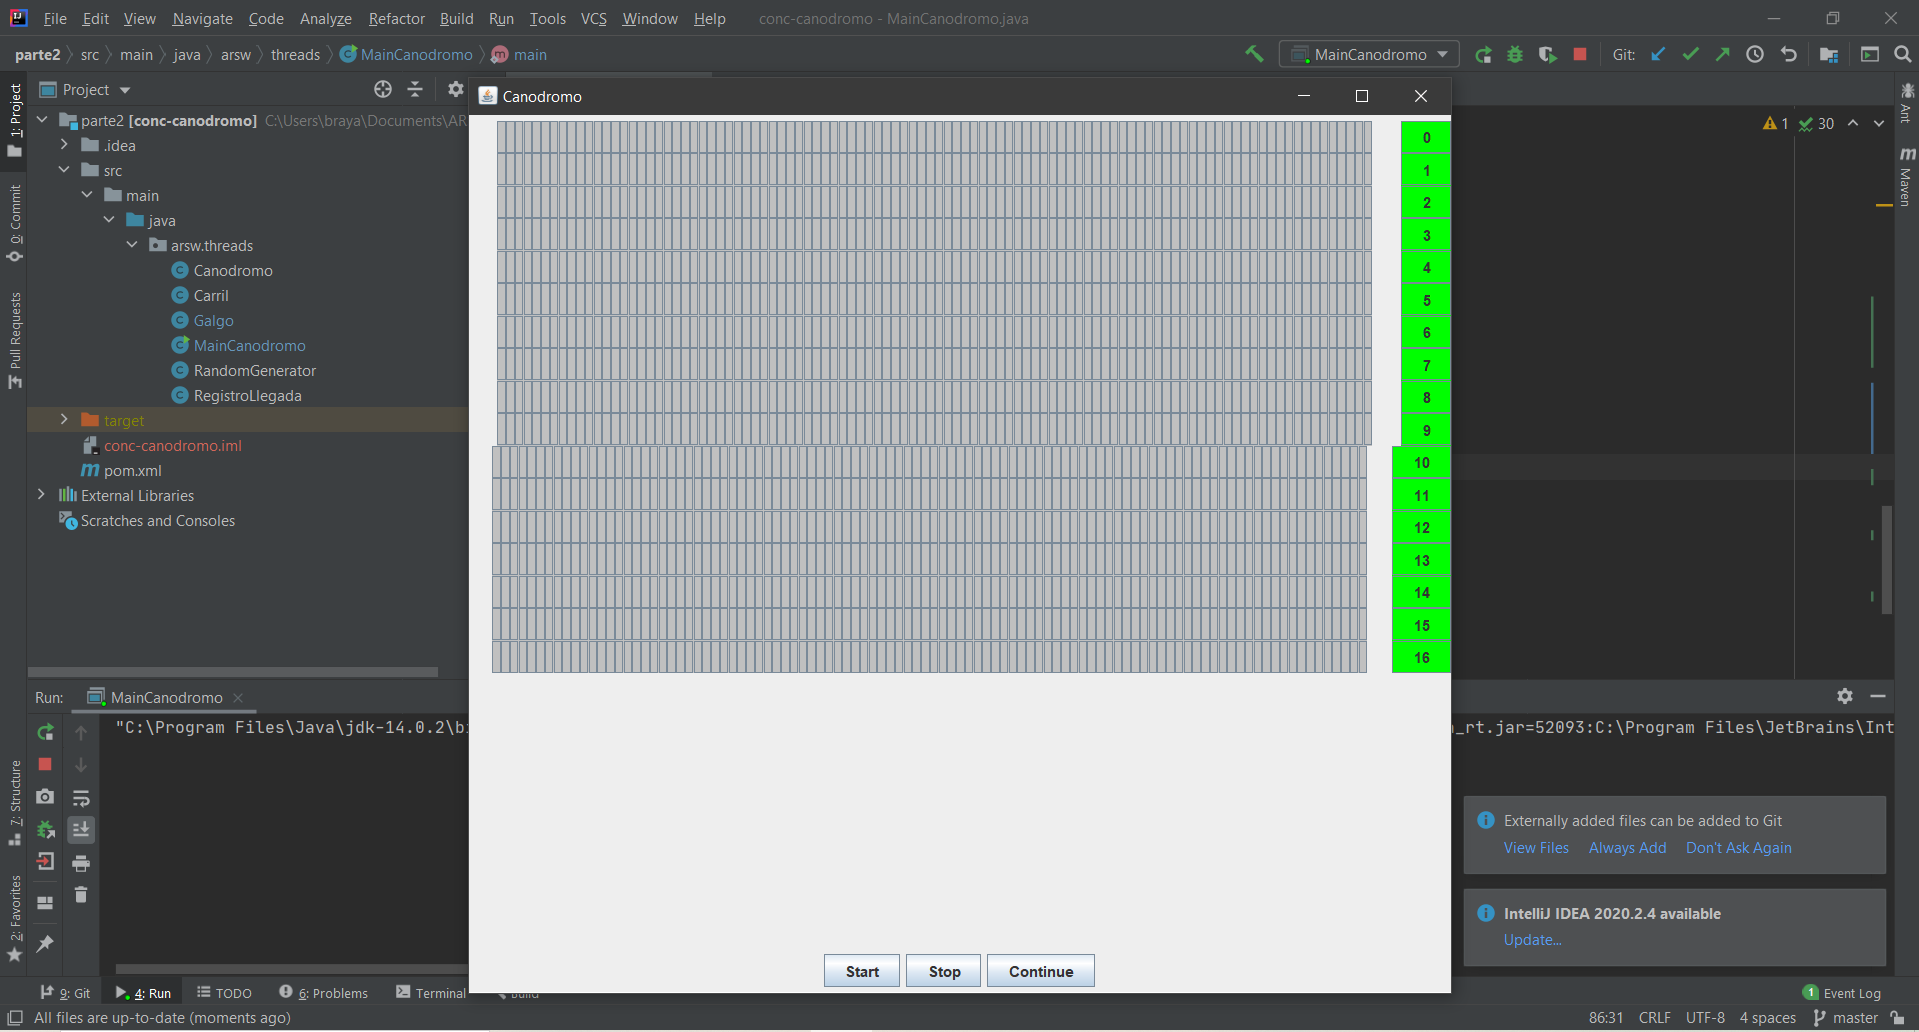 File Edit View Navigate Code Analyze Refactor Build Run Tools VCS Window Help conc-canodromo - MainCanodromo.java
parte2 src main java arsw threads MainCanodromo main MainCanodromo Git:
1: Project
0: Commit
Pull Requests
7: Structure
2: Favorites
Project
parte2 [conc-canodromo] C:\Users\braya\Documents\AR
.idea
src
main
java
arsw.threads
Canodromo
Carril
Galgo
MainCanodromo
RandomGenerator
RegistroLlegada
target
conc-canodromo.iml
pom.xml
External Libraries
Scratches and Consoles
Canodromo
0
1
2
3
4
5
6
7
8
9
10
11
12
13
14
15
16
Start Stop Continue
1 30
Ant
Maven
Run: MainCanodromo
"C:\Program Files\Java\jdk-14.0.2\b
_rt.jar=52093:C:\Program Files\JetBrains\Int
Externally added files can be added to Git
View Files Always Add Don't Ask Again
IntelliJ IDEA 2020.2.4 available
Update...
9: Git 4: Run TODO 6: Problems Terminal Build 1 Event Log
All files are up-to-date (moments ago) 86:31 CRLF UTF-8 4 spaces master